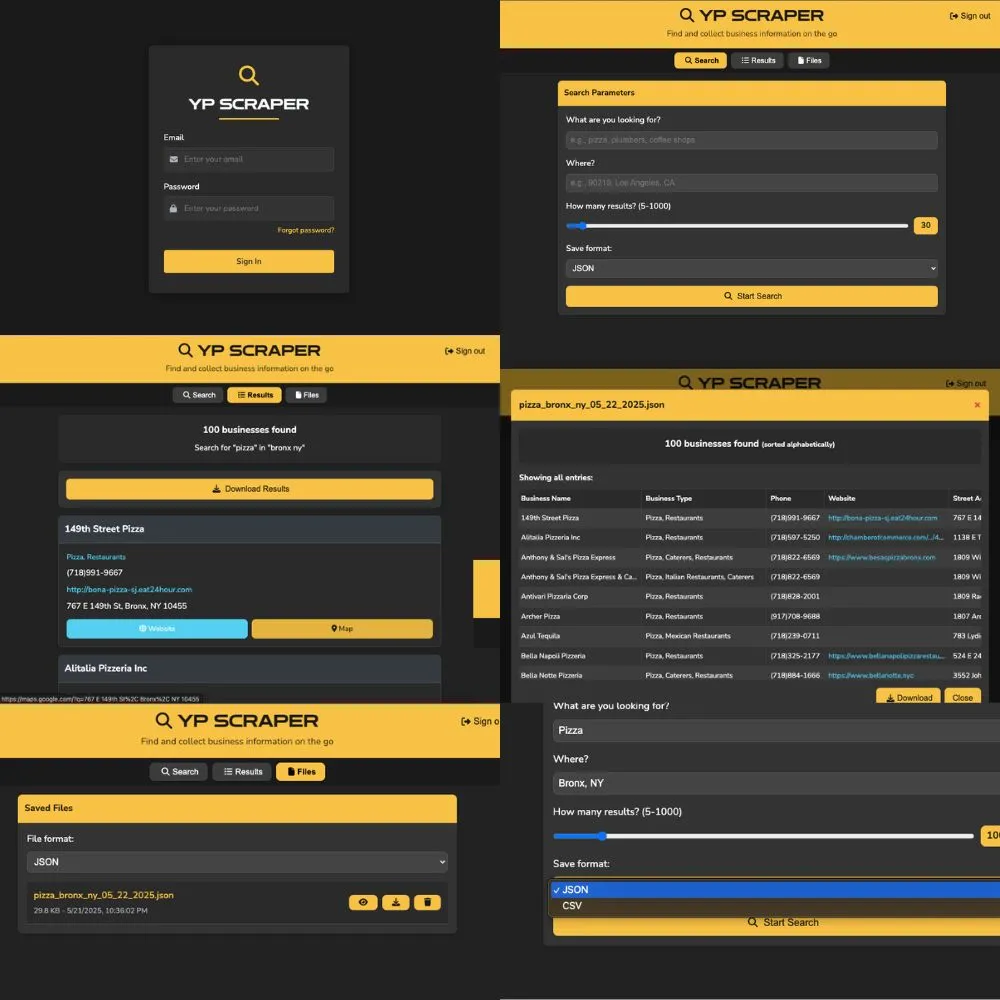 YP SCRAPER
Email
Enter your email
Password
Enter your password
Forgot password?
Sign In
YP SCRAPER
Sign out
Find and collect business information on the go
Search
Results
Files
Search Parameters
What are you looking for?
e.g., pizza, plumbers, coffee shops
Where?
e.g., 90210, Los Angeles, CA
How many results? (5-1000)
30
Save format:
JSON
Start Search
YP SCRAPER
Sign out
Find and collect business information on the go
Search
Results
Files
100 businesses found
Search for "pizza" in "bronx ny"
Download Results
149th Street Pizza
Pizza, Restaurants
(718)991-9667
http://bona-pizza-sj.eat24hour.com
767 E 149th St, Bronx, NY 10455
Website
Map
Alitalia Pizzeria Inc
https://maps.google.com/?q=767 E 149th St%2C Bronx%2C NY 10455
YP SCRAPER
Sign out
pizza_bronx_ny_05_22_2025.json
×
100 businesses found (sorted alphabetically)
Showing all entries:
Business Name Business Type Phone Website Street A
149th Street Pizza Pizza, Restaurants (718)991-9667 http://bona-pizza-sj.eat24hour.com 767 E 14
Alitalia Pizzeria Inc Pizza, Restaurants (718)597-5250 http://chamberofcommerce.com/../4... 1138 E T
Anthony & Sal's Pizza Express Pizza, Caterers, Restaurants (718)822-6569 https://www.besospizzabronx.com 1809 Wi
Anthony & Sal's Pizza Express & Ca... Pizza, Italian Restaurants, Caterers (718)822-6569 1809 Wi
Antivari Pizzaria Corp Pizza, Restaurants (718)828-2001 1809 Ra
Archer Pizza Pizza, Restaurants (917)708-9688 1807 Ar
Azul Tequila Pizza, Mexican Restaurants (718)239-0711 783 Lydi
Bella Napoli Pizzeria Pizza, Restaurants (718)325-2177 https://www.bellanapolipizzarestau... 524 E 24
Bella Notte Pizzeria Pizza, Caterers, Restaurants (718)884-1666 https://www.bellanotte.nyc 3552 Joh
Download
Close
YP SCRAPER
Sign o
Find and collect business information on the go
Search
Results
Files
Saved Files
File format:
JSON
pizza_bronx_ny_05_22_2025.json
29.8 KB - 5/21/2025, 10:36:02 PM
What are you looking for?
Pizza
Where?
Bronx, NY
How many results? (5-1000)
100
Save format:
✓ JSON
CSV
Start Search